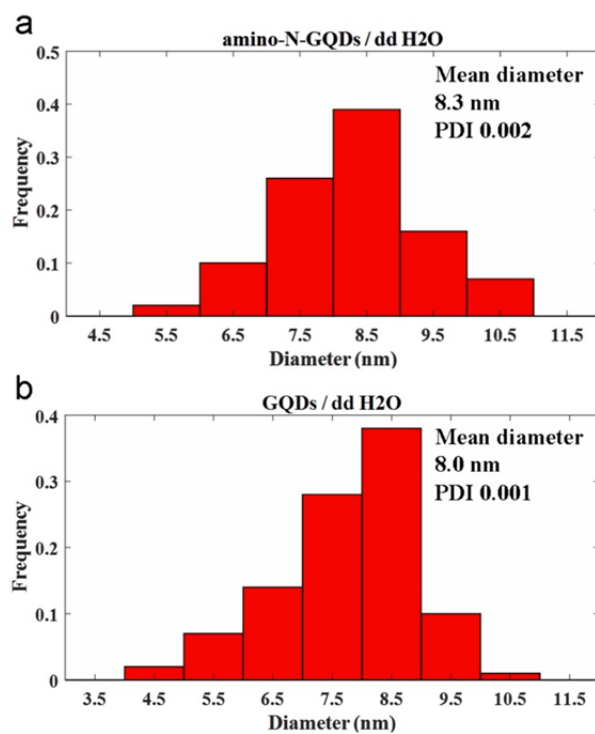 a
amino-N-GQDs / dd H2O
Mean diameter
8.3 nm
PDI 0.002
Frequency
0.5
0.4
0.3
0.2
0.1
0
4.5 5.5 6.5 7.5 8.5 9.5 10.5 11.5
Diameter (nm)
b
GQDs / dd H2O
Mean diameter
8.0 nm
PDI 0.001
Frequency
0.4
0.3
0.2
0.1
0
3.5 4.5 5.5 6.5 7.5 8.5 9.5 10.5 11.5
Diameter (nm)